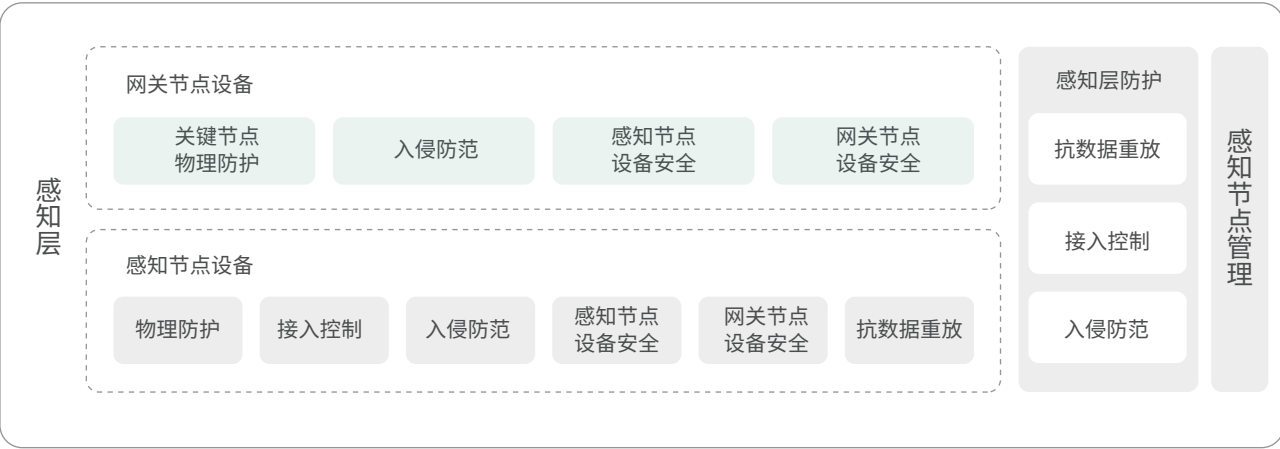 感知层
网关节点设备
关键节点
物理防护
入侵防范
感知节点
设备安全
网关节点
设备安全
感知节点设备
物理防护
接入控制
入侵防范
感知节点
设备安全
网关节点
设备安全
抗数据重放
感知层防护
抗数据重放
接入控制
入侵防范
感知节点管理